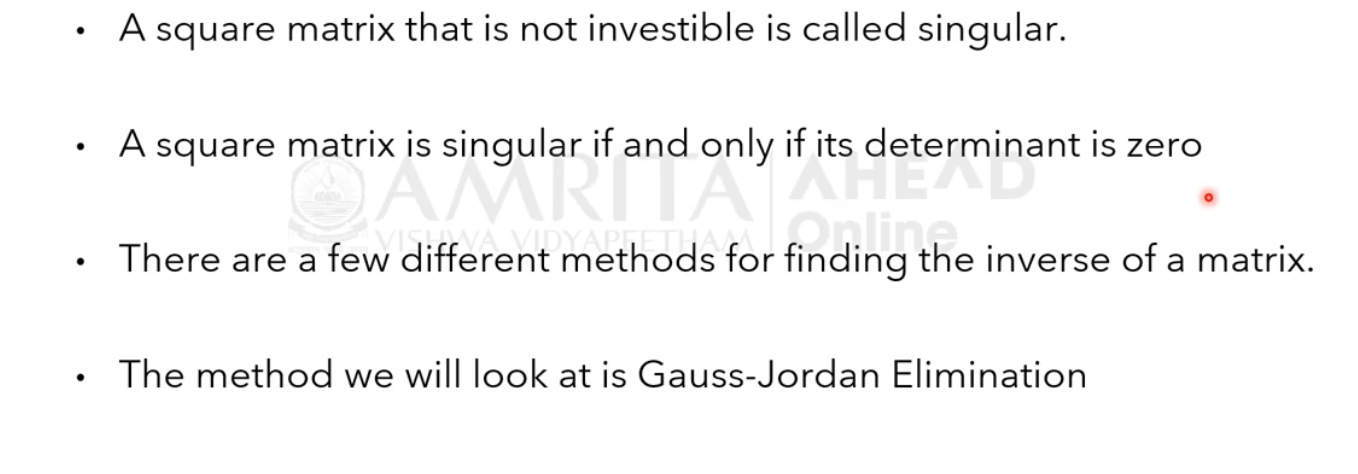 • A square matrix that is not investible is called singular.
• A square matrix is singular if and only if its determinant is zero
AMRITA AHEAD
VISHWA VIDYAPEETHAM Online
• There are a few different methods for finding the inverse of a matrix.
• The method we will look at is Gauss-Jordan Elimination